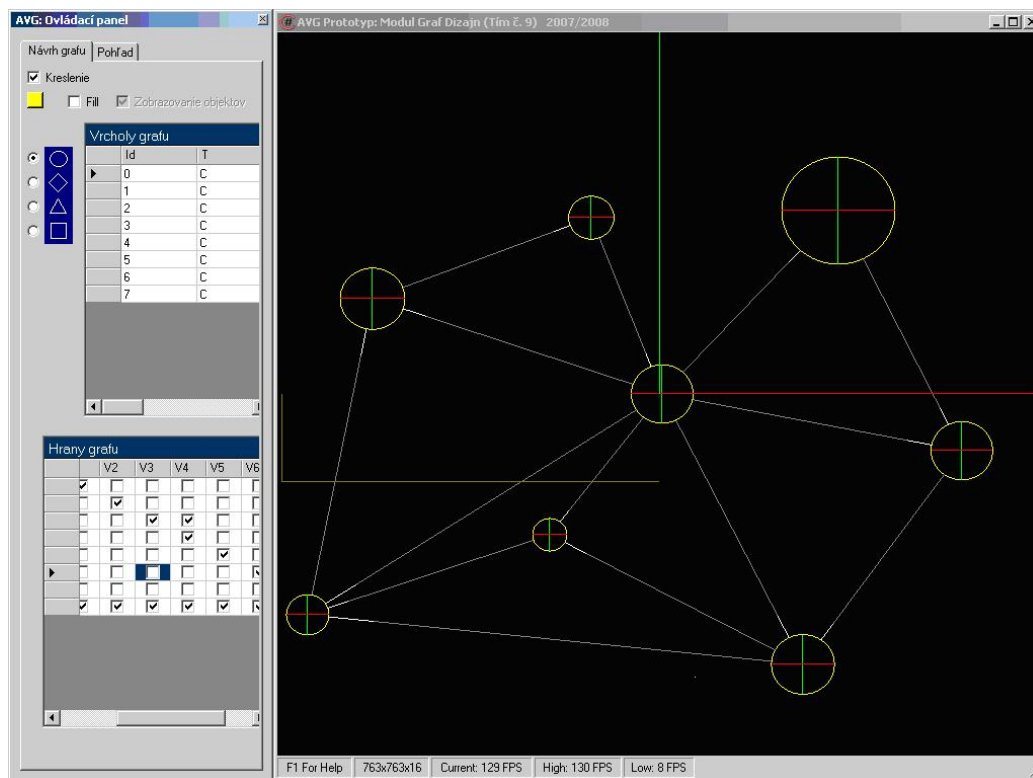 AVG: Ovládací panel
Návrh grafu Pohľad
Kreslenie
Fill Zobrazovanie objektov
Vrcholy grafu
Id T
0 C
1 C
2 C
3 C
4 C
5 C
6 C
7 C
Hrany grafu
V2 V3 V4 V5 V6
AVG Prototyp: Modul Graf Dizajn (Tím č. 9) 2007/2008
F1 For Help 763x763x16 Current: 129 FPS High: 130 FPS Low: 8 FPS